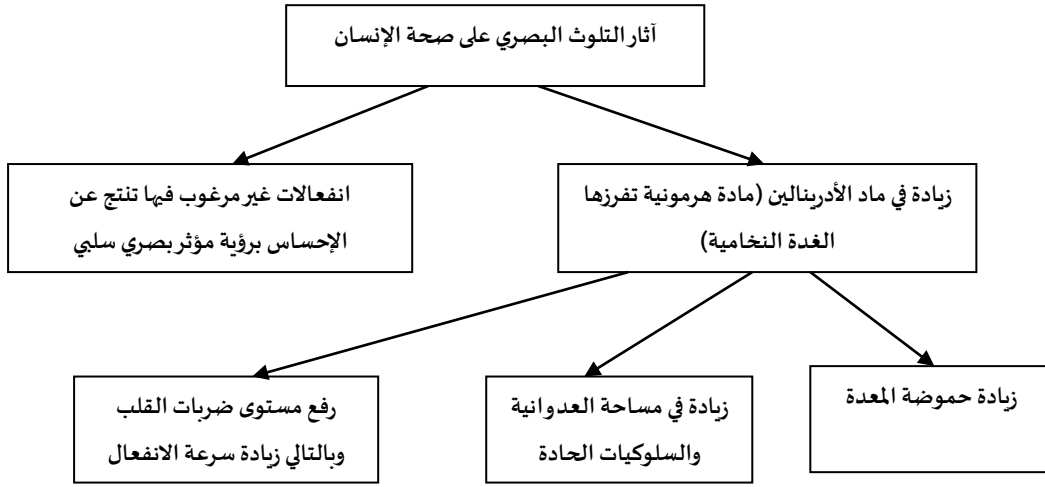 آثار التلوث البصري على صحة الإنسان
زيادة في ماد الأدرينالين (مادة هرمونية تفرزها
الغدة النخامية)
انفعالات غير مرغوب فيها تنتج عن
الإحساس برؤية مؤثر بصري سلبي
زيادة حموضة المعدة
زيادة في مساحة العدوانية
والسلوكيات الحادة
رفع مستوى ضربات القلب
وبالتالي زيادة سرعة الانفعال